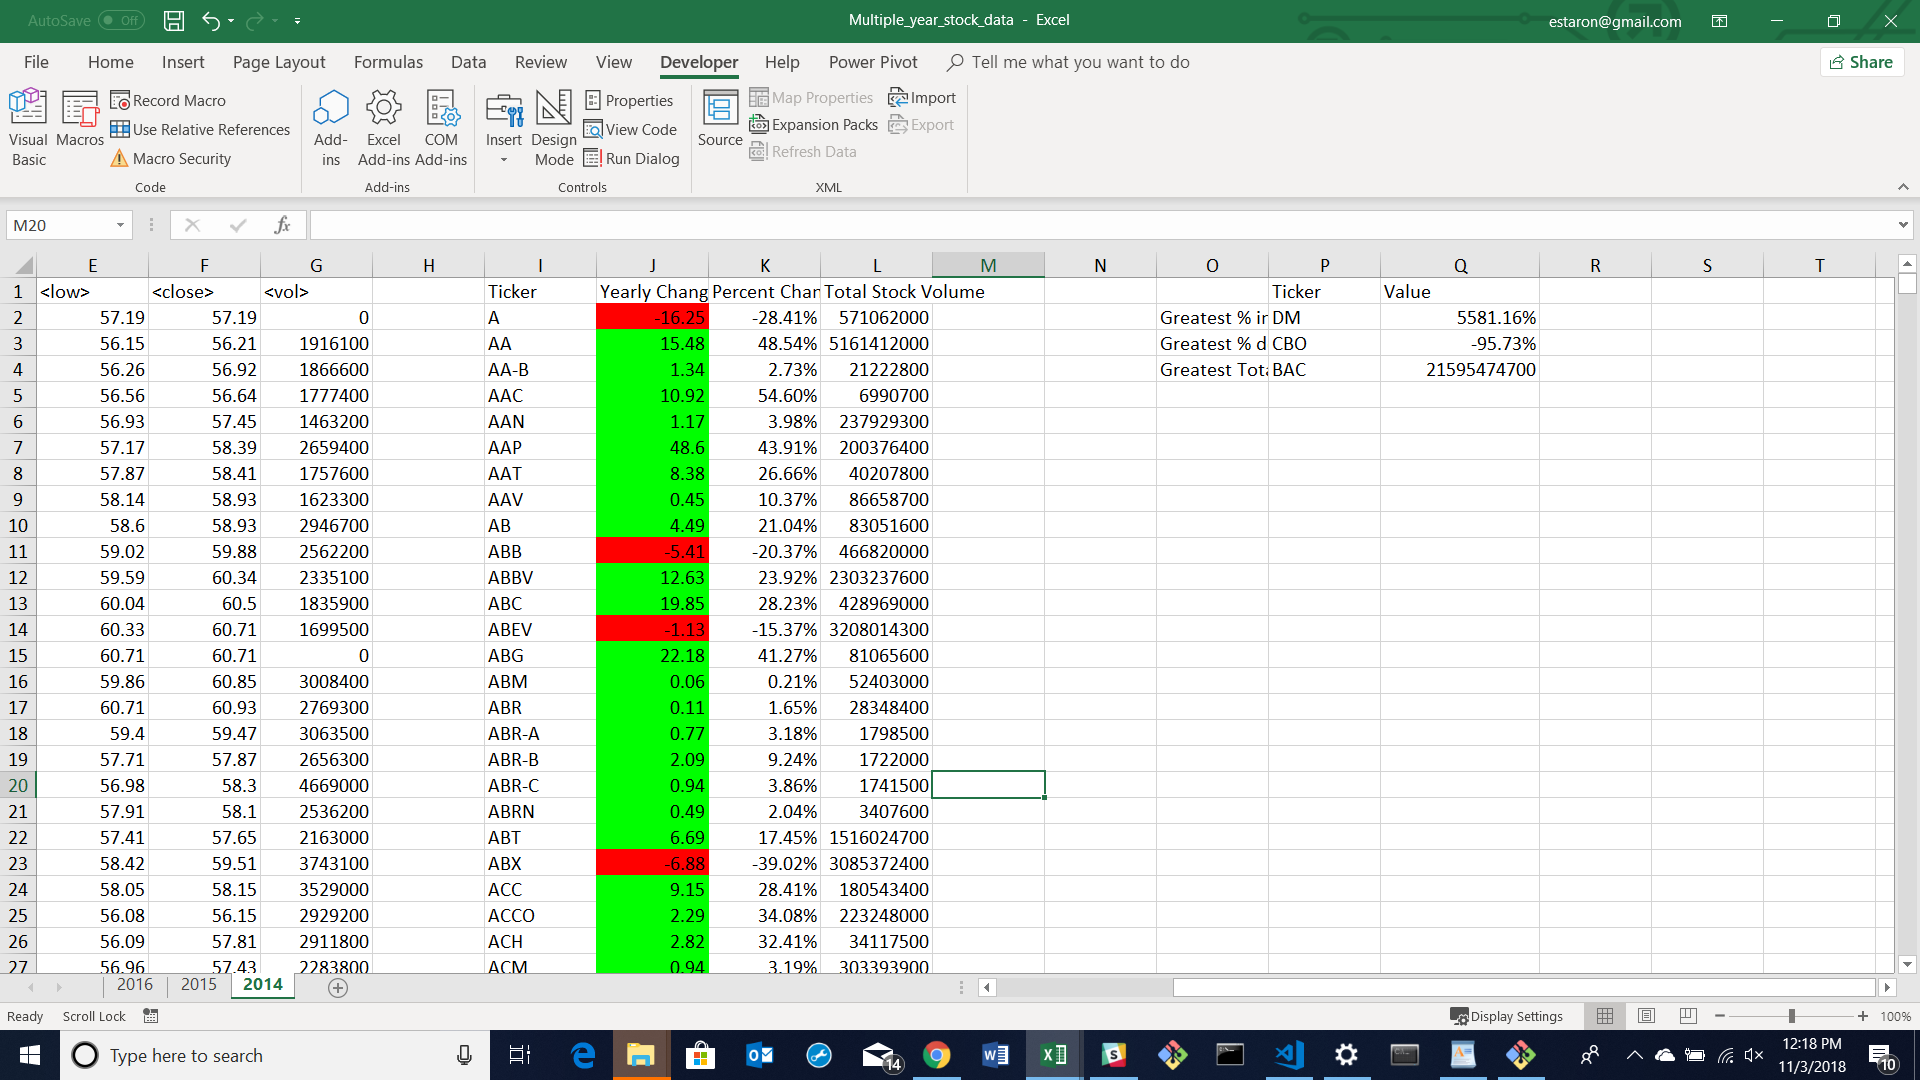 AutoSave Off Multiple_year_stock_data - Excel estaron@gmail.com
File Home Insert Page Layout Formulas Data Review View Developer Help Power Pivot Tell me what you want to do Share
Visual Basic
Macros
Record Macro
Use Relative References
Macro Security
Code
Add-ins
Excel Add-ins
COM Add-ins
Add-ins
Insert
Design Mode
Properties
View Code
Run Dialog
Controls
Source
Map Properties
Expansion Packs
Refresh Data
Import
Export
XML
M20 fx
E F G H I J K L M N O P Q R S T
1 <low> <close> <vol> Ticker Yearly Chang Percent Char Total Stock Volume Ticker Value
2 57.19 57.19 0 A -16.25 -28.41% 571062000 Greatest % ir DM 5581.16%
3 56.15 56.21 1916100 AA 15.48 48.54% 5161412000 Greatest % d CBO -95.73%
4 56.26 56.92 1866600 AA-B 1.34 2.73% 21222800 Greatest Tota BAC 21595474700
5 56.56 56.64 1777400 AAC 10.92 54.60% 6990700
6 56.93 57.45 1463200 AAN 1.17 3.98% 237929300
7 57.17 58.39 2659400 AAP 48.6 43.91% 200376400
8 57.87 58.41 1757600 AAT 8.38 26.66% 40207800
9 58.14 58.93 1623300 AAV 0.45 10.37% 86658700
10 58.6 58.93 2946700 AB 4.49 21.04% 83051600
11 59.02 59.88 2562200 ABB -5.41 -20.37% 466820000
12 59.59 60.34 2335100 ABBV 12.63 23.92% 2303237600
13 60.04 60.5 1835900 ABC 19.85 28.23% 428969000
14 60.33 60.71 1699500 ABEV -1.13 -15.37% 3208014300
15 60.71 60.71 0 ABG 22.18 41.27% 81065600
16 59.86 60.85 3008400 ABM 0.06 0.21% 52403000
17 60.71 60.93 2769300 ABR 0.11 1.65% 28348400
18 59.4 59.47 3063500 ABR-A 0.77 3.18% 1798500
19 57.71 57.87 2656300 ABR-B 2.09 9.24% 1722000
20 56.98 58.3 4669000 ABR-C 0.94 3.86% 1741500
21 57.91 58.1 2536200 ABRN 0.49 2.04% 3407600
22 57.41 57.65 2163000 ABT 6.69 17.45% 1516024700
23 58.42 59.51 3743100 ABX -6.88 -39.02% 3085372400
24 58.05 58.15 3529000 ACC 9.15 28.41% 180543400
25 56.08 56.15 2929200 ACCO 2.29 34.08% 223248000
26 56.09 57.81 2911800 ACH 2.82 32.41% 34117500
27 56.96 57.43 2283800 ACM 0.94 3.19% 303393900
2016 2015 2014
Ready Scroll Lock Display Settings 100%
Type here to search 14 12:18 PM
11/3/2018 10